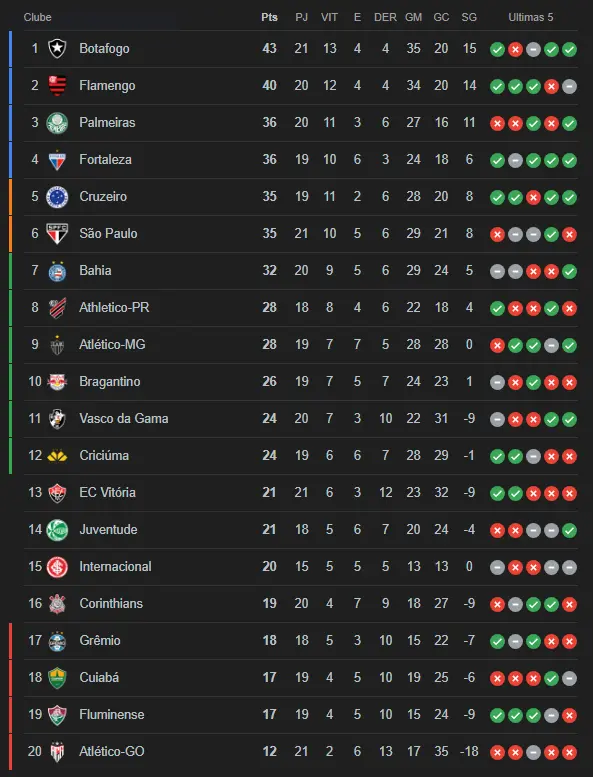 Clube Pts PJ VIT E DER GM GC SG Ultimas 5
1 Botafogo 43 21 13 4 4 35 20 15
2 Flamengo 40 20 12 4 4 34 20 14
3 Palmeiras 36 20 11 3 6 27 16 11
4 Fortaleza 36 19 10 6 3 24 18 6
5 Cruzeiro 35 19 11 2 6 28 20 8
6 São Paulo 35 21 10 5 6 29 21 8
7 Bahia 32 20 9 5 6 29 24 5
8 Athletico-PR 28 18 8 4 6 22 18 4
9 Atlético-MG 28 19 7 7 5 28 28 0
10 Bragantino 26 19 7 5 7 24 23 1
11 Vasco da Gama 24 20 7 3 10 22 31 -9
12 Criciúma 24 19 6 6 7 28 29 -1
13 EC Vitória 21 21 6 3 12 23 32 -9
14 Juventude 21 18 5 6 7 20 24 -4
15 Internacional 20 15 5 5 5 13 13 0
16 Corinthians 19 20 4 7 9 18 27 -9
17 Grêmio 18 18 5 3 10 15 22 -7
18 Cuiabá 17 19 4 5 10 19 25 -6
19 Fluminense 17 19 4 5 10 15 24 -9
20 Atlético-GO 12 21 2 6 13 17 35 -18